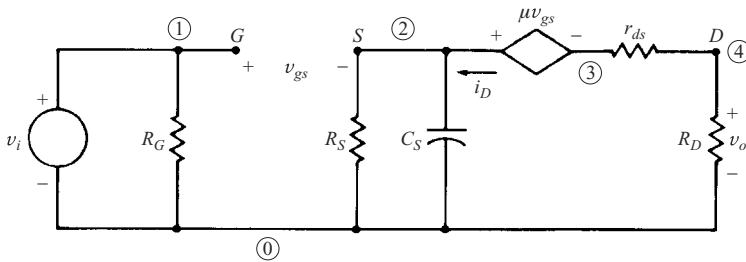 ① G S ② + μv_gs − r_ds D ④
+ v_gs − i_D ③
+ v_i − R_G R_S C_S R_D + v_o −
⓪